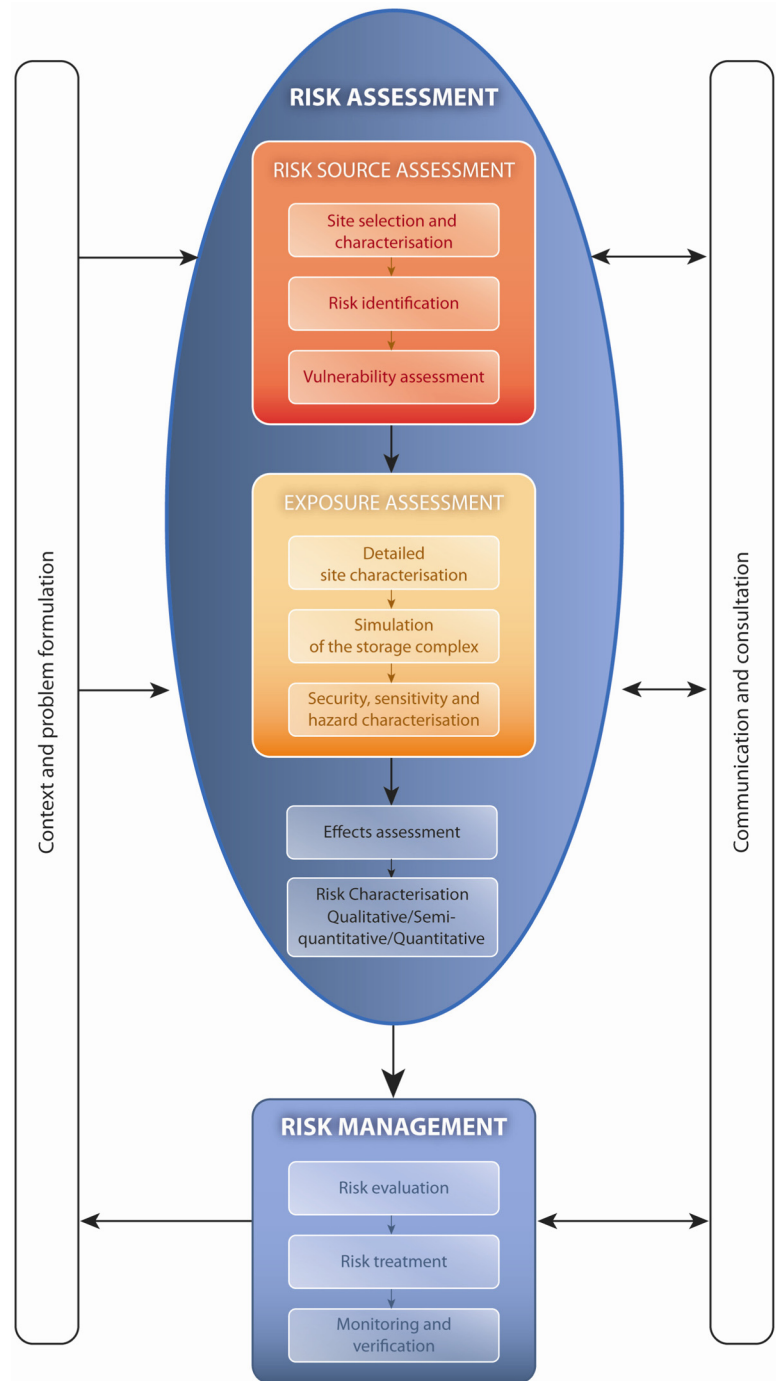 RISK ASSESSMENT
RISK SOURCE ASSESSMENT
Site selection and
characterisation
Risk identification
Vulnerability assessment
EXPOSURE ASSESSMENT
Detailed
site characterisation
Simulation
of the storage complex
Security, sensitivity and
hazard characterisation
Effects assessment
Risk Characterisation
Qualitative/Semi-
quantitative/Quantitative
Context and problem formulation
Communication and consultation
RISK MANAGEMENT
Risk evaluation
Risk treatment
Monitoring and
verification